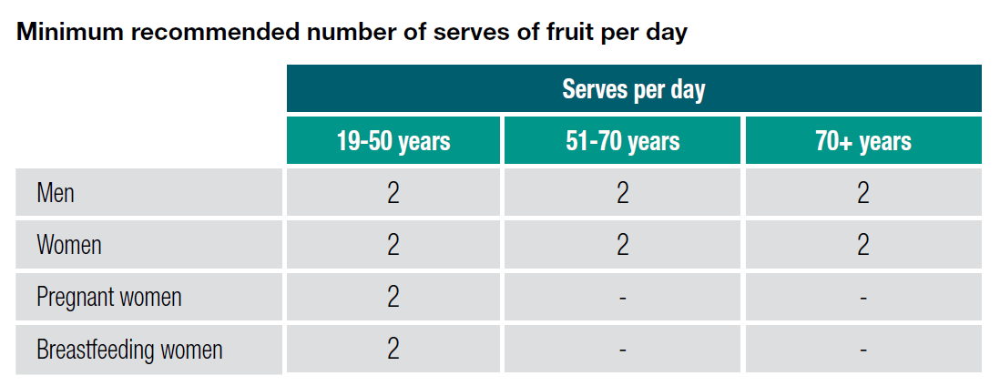 Minimum recommended number of serves of fruit per day
Serves per day
19-50 years 51-70 years 70+ years
Men 2 2 2
Women 2 2 2
Pregnant women 2 - -
Breastfeeding women 2 - -